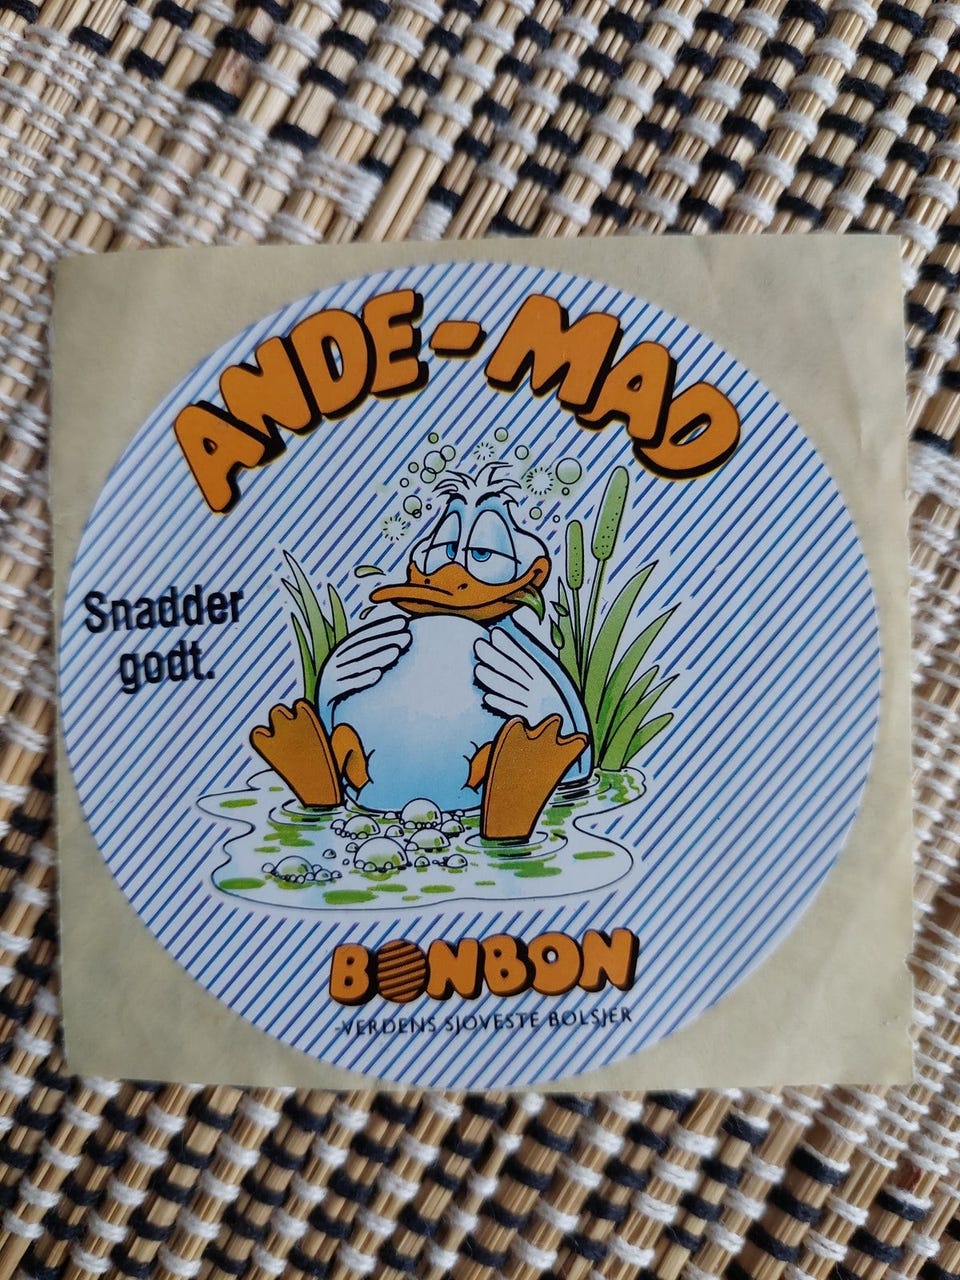 ANDE-MAD
Snadder
godt.
BONBON
-VERDENS SJOVESTE BOLSJER